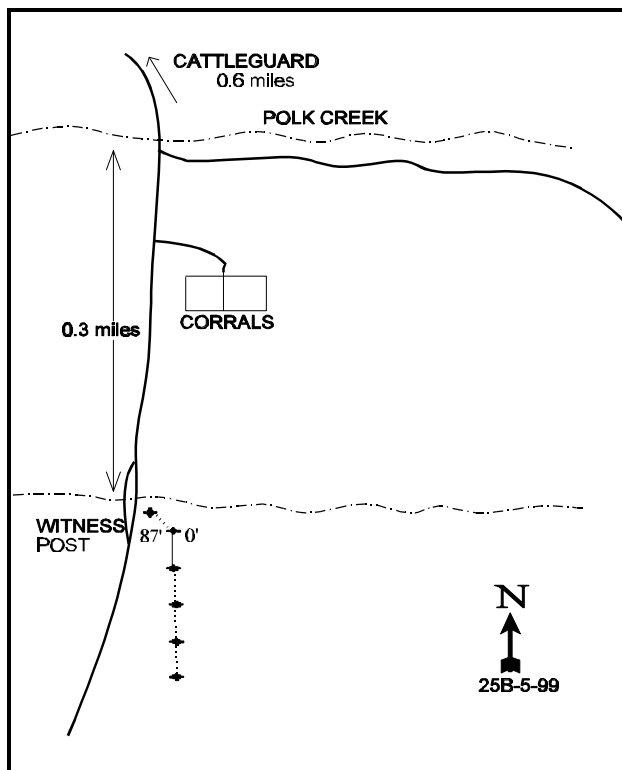 CATTLEGUARD
0.6 miles
POLK CREEK
CORRALS
0.3 miles
WITNESS
POST
87' 0'
N
25B-5-99